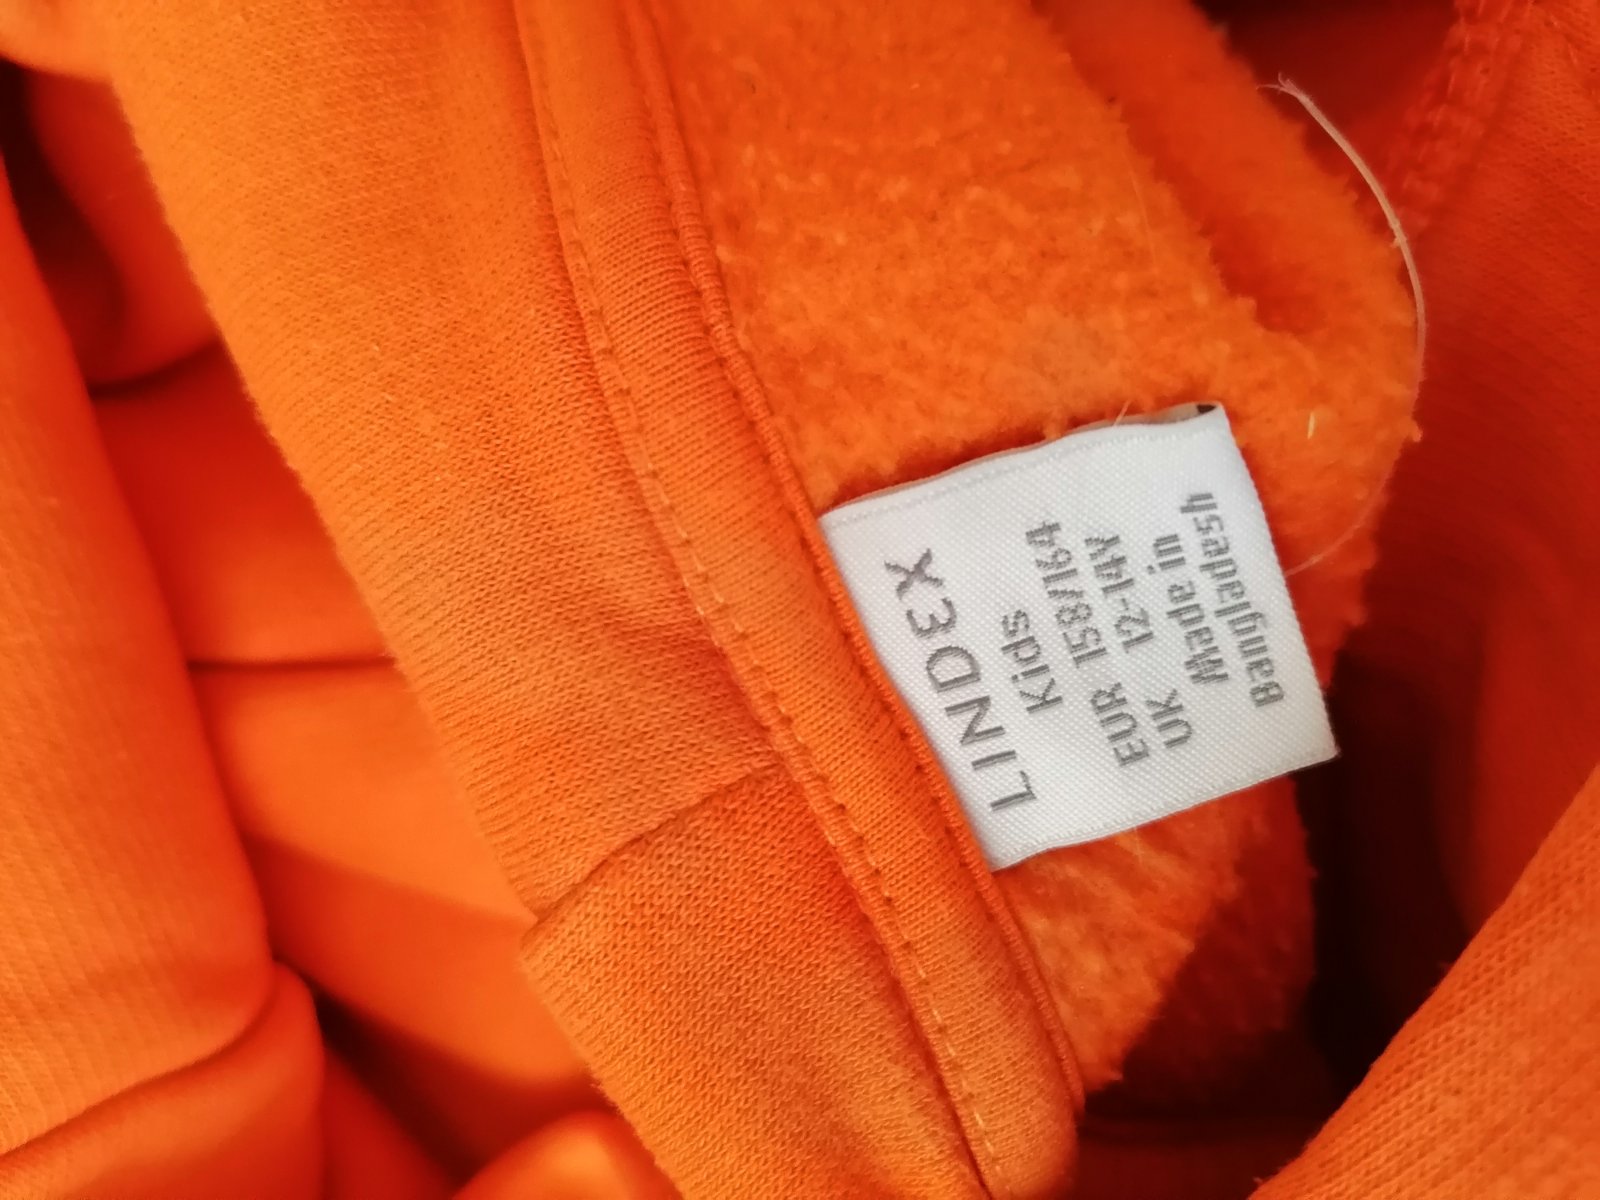 LINDEX
Kids
EUR 158/164
UK 12-14Y
Made in
Bangladesh